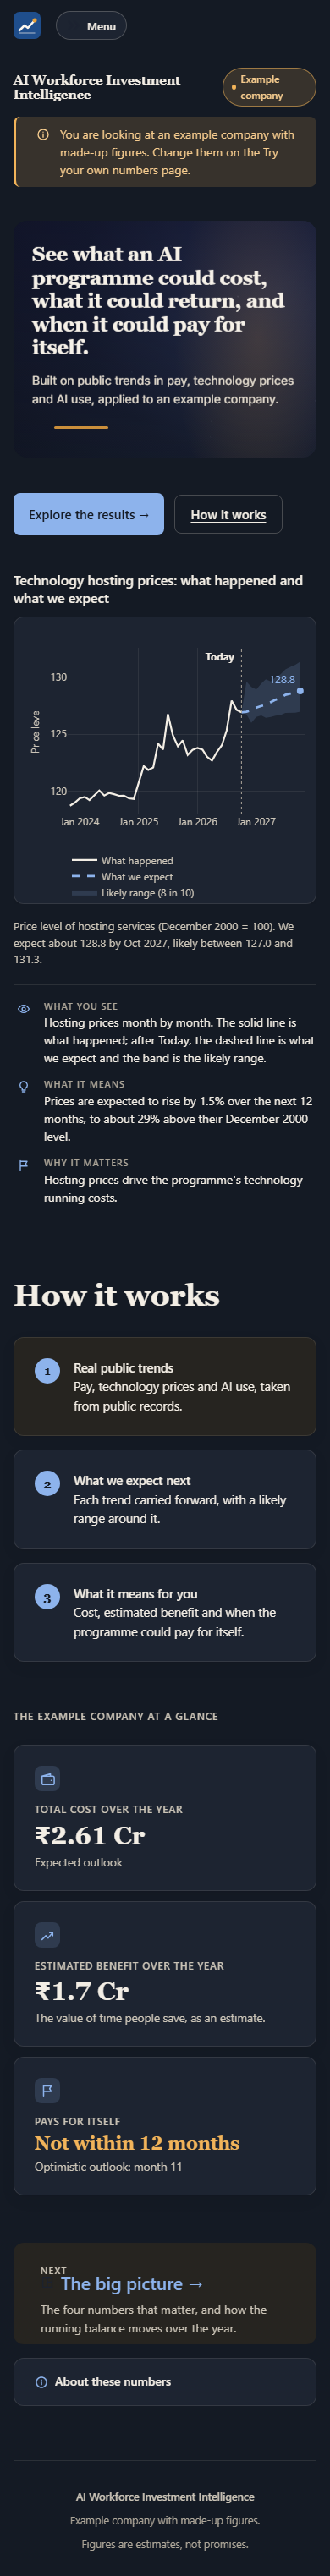 Menu
AI Workforce Investment
Intelligence
Example
company
You are looking at an example company with
made-up figures. Change them on the Try
your own numbers page.
See what an AI
programme could cost,
what it could return, and
when it could pay for
itself.
Built on public trends in pay, technology prices
and AI use, applied to an example company.
Explore the results →
How it works
Technology hosting prices: what happened and
what we expect
Today
128.8
130
125
120
Price level
Jan 2024
Jan 2025
Jan 2026
Jan 2027
What happened
What we expect
Likely range (8 in 10)
Price level of hosting services (December 2000 = 100). We
expect about 128.8 by Oct 2027, likely between 127.0 and
131.3.
WHAT YOU SEE
Hosting prices month by month. The solid line is
what happened; after Today, the dashed line is what
we expect and the band is the likely range.
WHAT IT MEANS
Prices are expected to rise by 1.5% over the next 12
months, to about 29% above their December 2000
level.
WHY IT MATTERS
Hosting prices drive the programme's technology
running costs.
How it works
1
Real public trends
Pay, technology prices and AI use, taken
from public records.
2
What we expect next
Each trend carried forward, with a likely
range around it.
3
What it means for you
Cost, estimated benefit and when the
programme could pay for itself.
THE EXAMPLE COMPANY AT A GLANCE
TOTAL COST OVER THE YEAR
₹2.61 Cr
Expected outlook
ESTIMATED BENEFIT OVER THE YEAR
₹1.7 Cr
The value of time people save, as an estimate.
PAYS FOR ITSELF
Not within 12 months
Optimistic outlook: month 11
NEXT
The big picture →
The four numbers that matter, and how the
running balance moves over the year.
About these numbers
AI Workforce Investment Intelligence
Example company with made-up figures.
Figures are estimates, not promises.